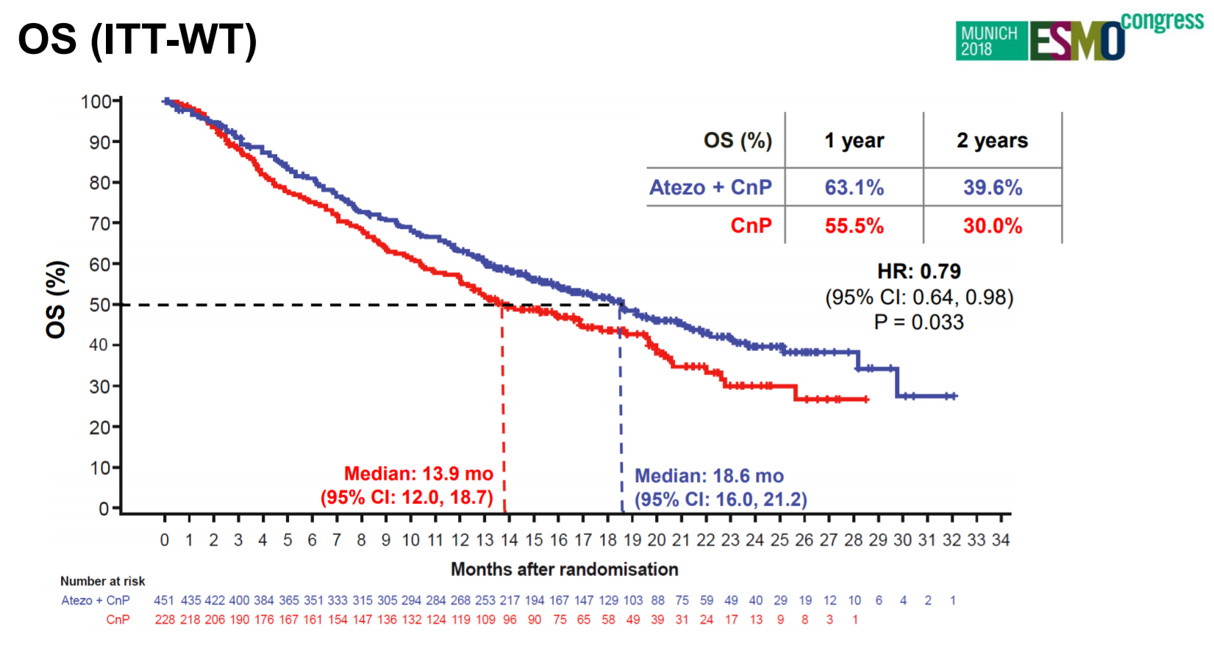 OS (ITT-WT)
MUNICH
2018
ESMO
congress
OS (%) 1 year 2 years
Atezo + CnP 63.1% 39.6%
CnP 55.5% 30.0%
HR: 0.79
(95% CI: 0.64, 0.98)
P = 0.033
OS (%)
100
90
80
70
60
50
40
30
20
10
0
Median: 13.9 mo
(95% CI: 12.0, 18.7)
Median: 18.6 mo
(95% CI: 16.0, 21.2)
0 1 2 3 4 5 6 7 8 9 10 11 12 13 14 15 16 17 18 19 20 21 22 23 24 25 26 27 28 29 30 31 32 33 34
Months after randomisation
Number at risk
Atezo + CnP 451 435 422 400 384 365 351 333 315 305 294 284 268 253 217 194 167 147 129 103 88 75 59 49 40 29 19 12 10 6 4 2 1
CnP 228 218 206 190 176 167 161 154 147 136 132 124 119 109 96 90 75 65 58 49 39 31 24 17 13 9 8 3 1